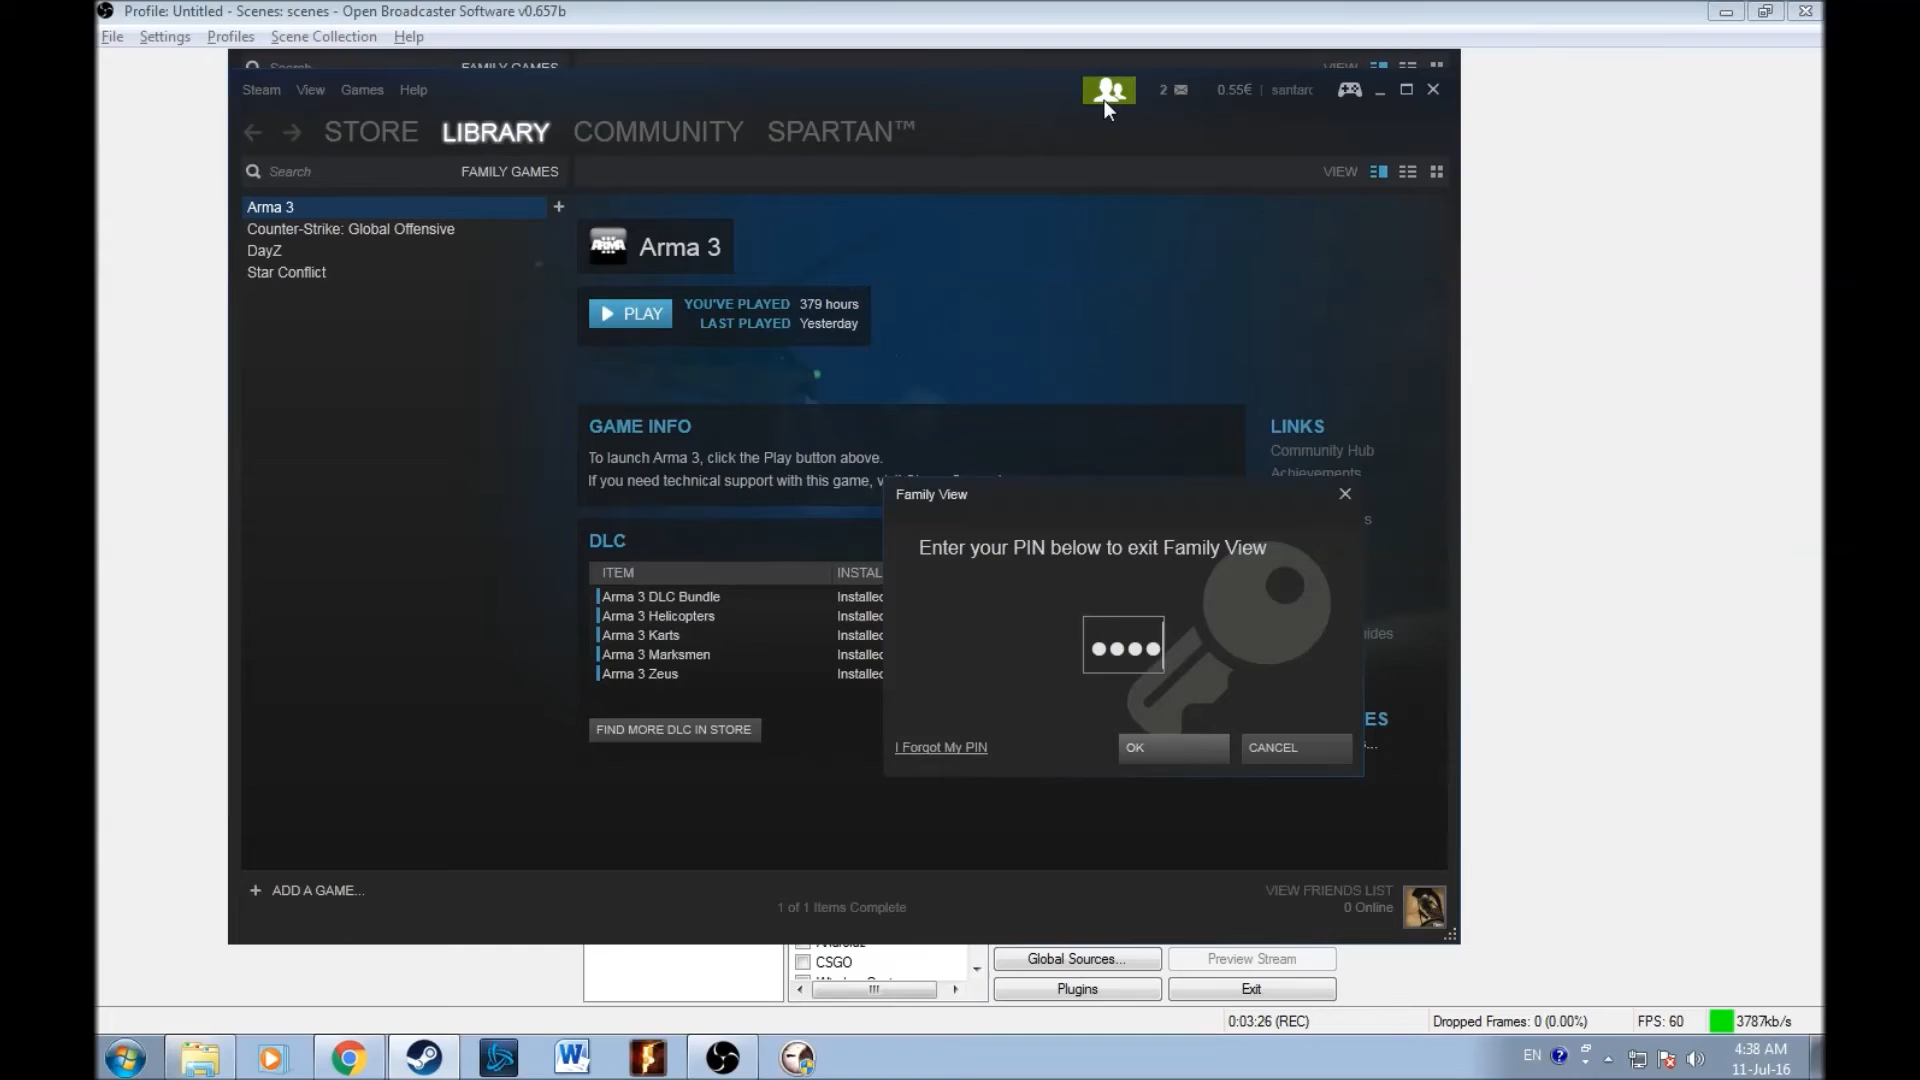 Profile: Untitled - Scenes: scenes - Open Broadcaster Software v0.657b
File Settings Profiles Scene Collection Help
Search FAMILY GAMES VIEW
Steam View Games Help
2 0.55€ | santarc
STORE LIBRARY COMMUNITY SPARTAN™
Search FAMILY GAMES VIEW
Arma 3 +
Counter-Strike: Global Offensive
DayZ
Star Conflict
ARMA Arma 3
PLAY
YOU'VE PLAYED 379 hours
LAST PLAYED Yesterday
GAME INFO
To launch Arma 3, click the Play button above.
If you need technical support with this game,
LINKS
Community Hub
Achievements
DLC
ITEM INSTAL
Arma 3 DLC Bundle Installed
Arma 3 Helicopters Installed
Arma 3 Karts Installed
Arma 3 Marksmen Installed
Arma 3 Zeus Installed
FIND MORE DLC IN STORE
Family View
Enter your PIN below to exit Family View
I Forgot My PIN OK CANCEL
s
ides
ES
...
+ ADD A GAME...
1 of 1 Items Complete
VIEW FRIENDS LIST
0 Online
CSGO
Global Sources... Preview Stream
Plugins Exit
0:03:26 (REC) Dropped Frames: 0 (0.00%) FPS: 60 3787kb/s
EN 4:38 AM
11-Jul-16